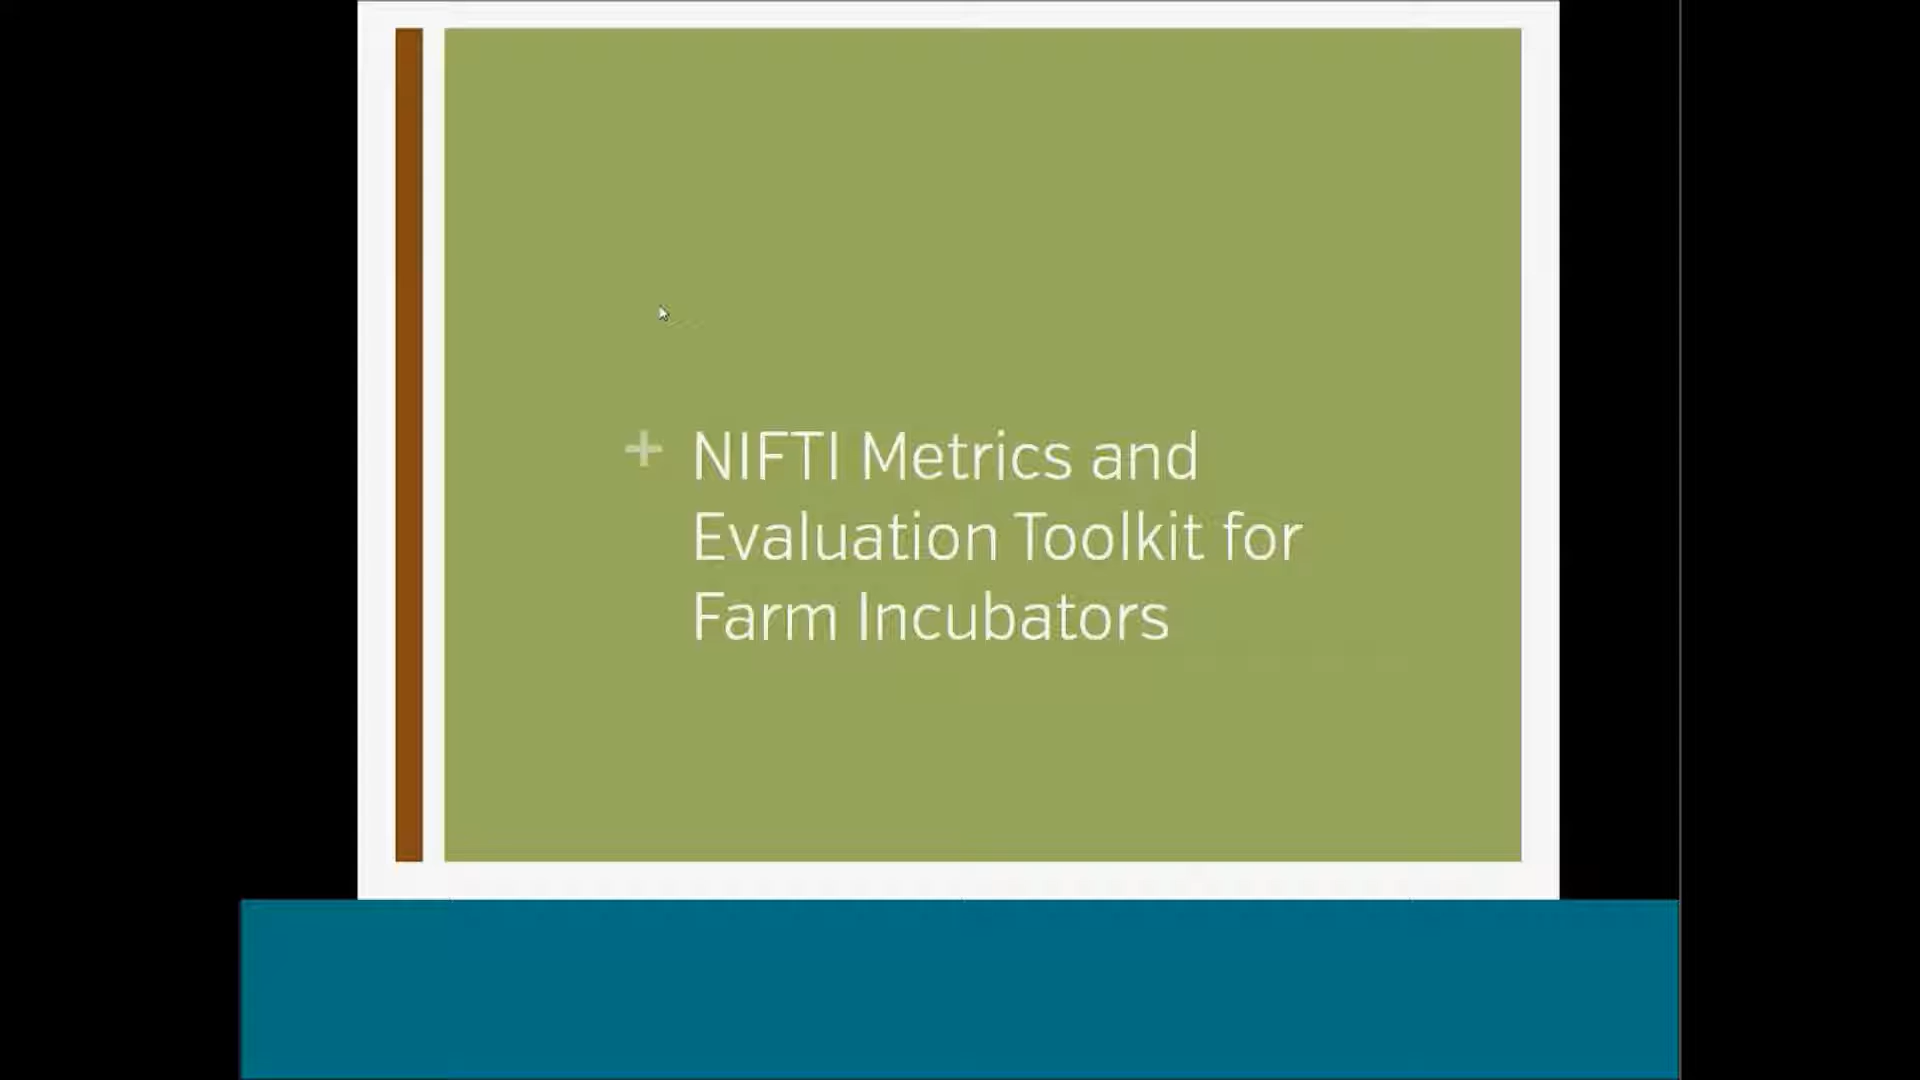 + NIFTI Metrics and
Evaluation Toolkit for
Farm Incubators